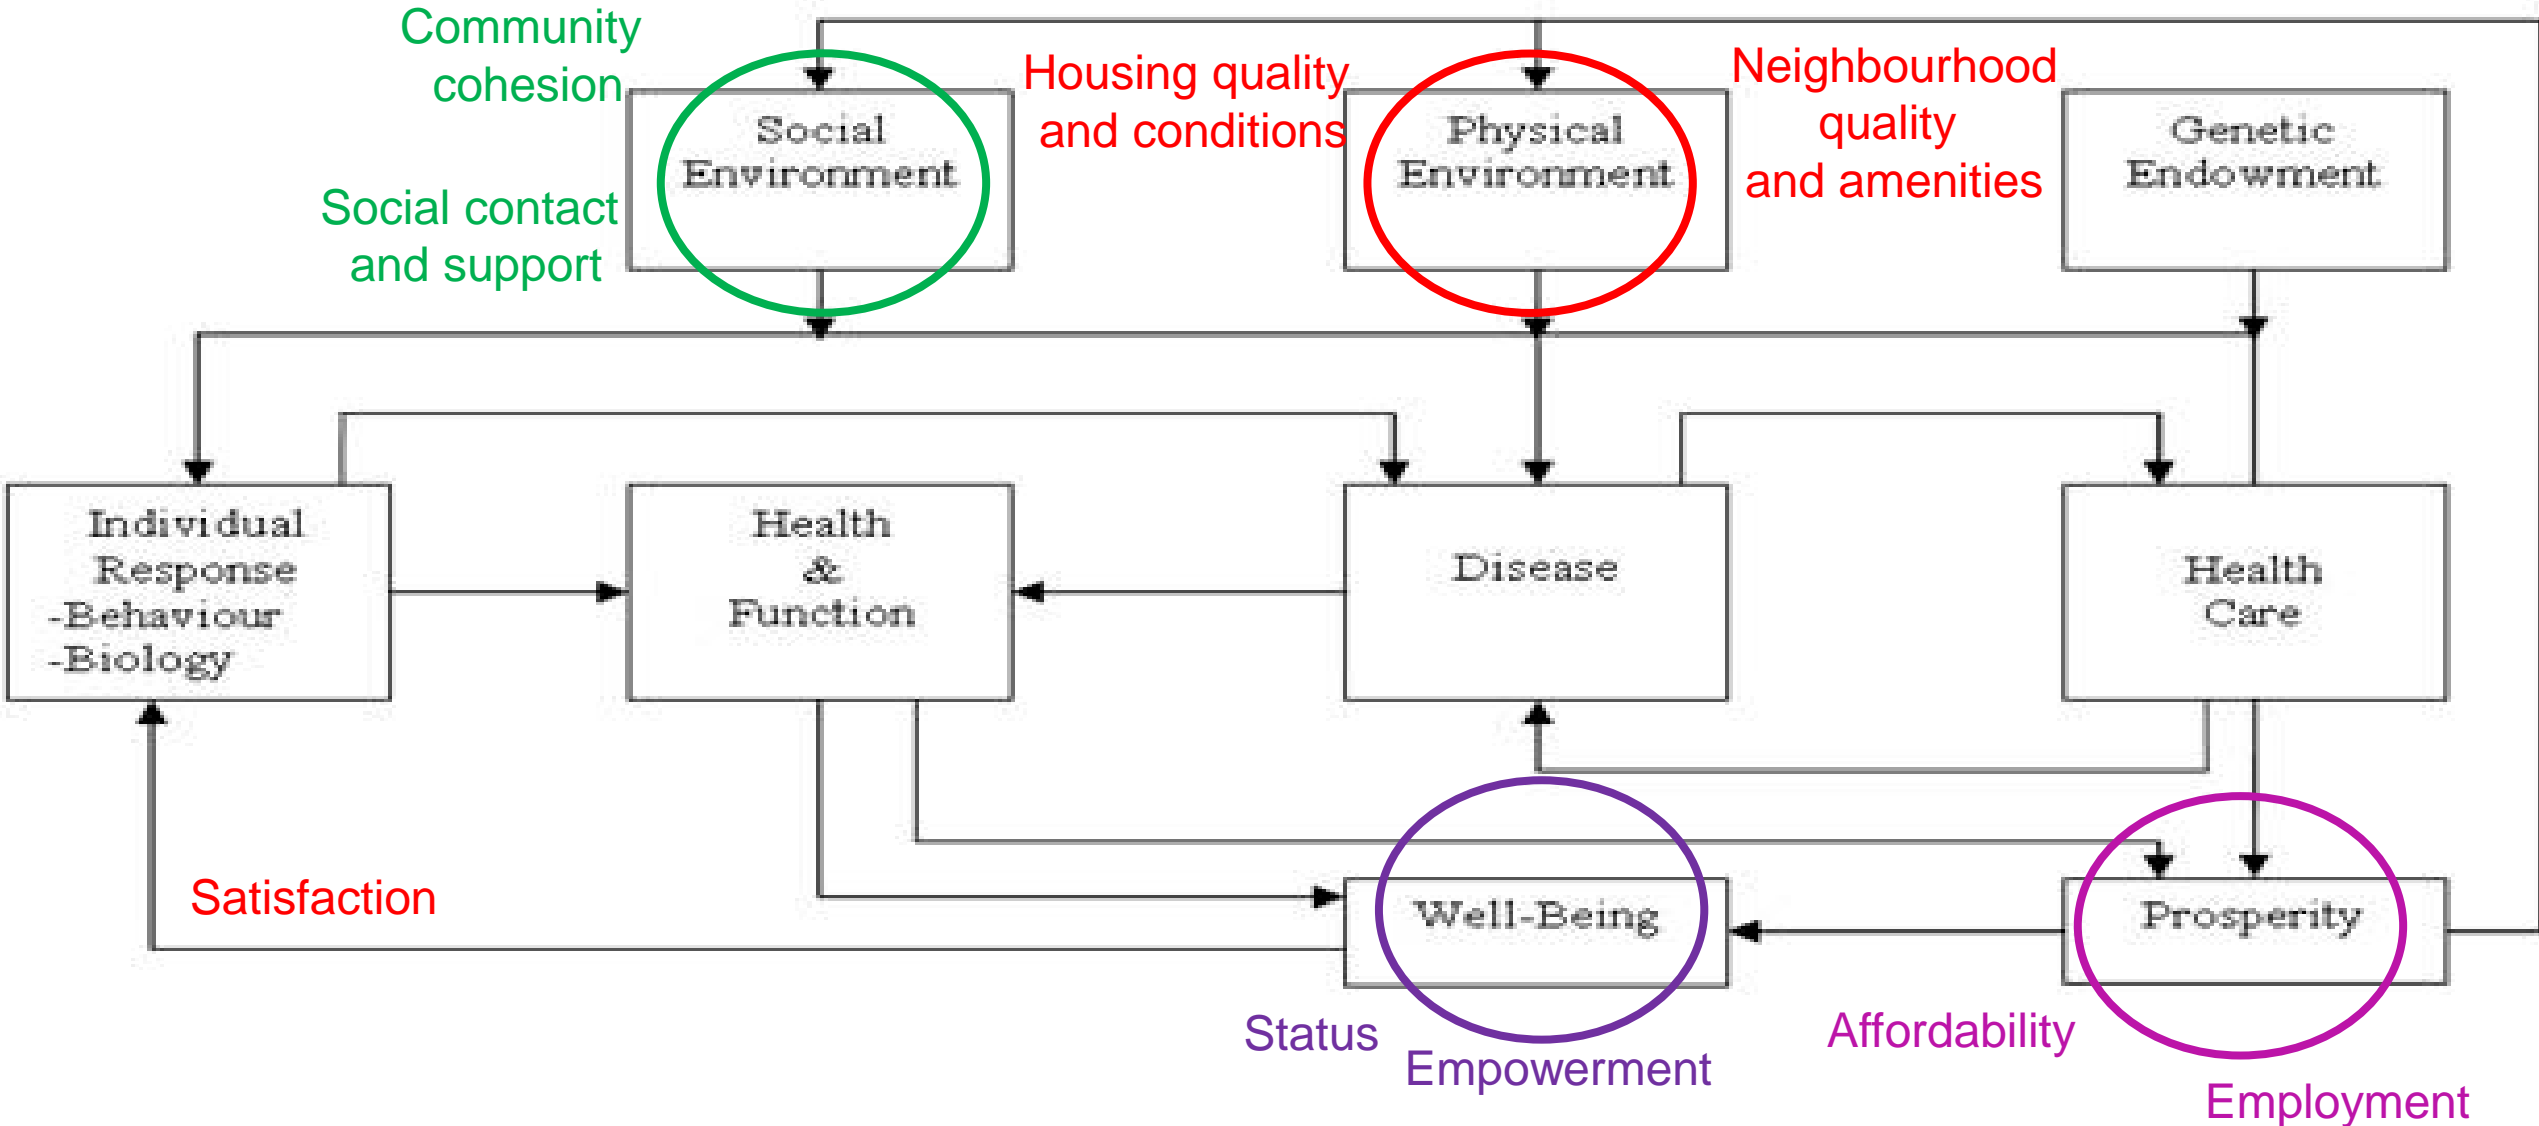 Community
cohesion
Social
Environment
Social contact
and support
Housing quality
and conditions
Physical
Environment
Neighbourhood
quality
and amenities
Genetic
Endowment
Individual
Response
-Behaviour
-Biology
Health
&
Function
Disease
Health
Care
Satisfaction
Well-Being
Prosperity
Status
Empowerment
Affordability
Employment